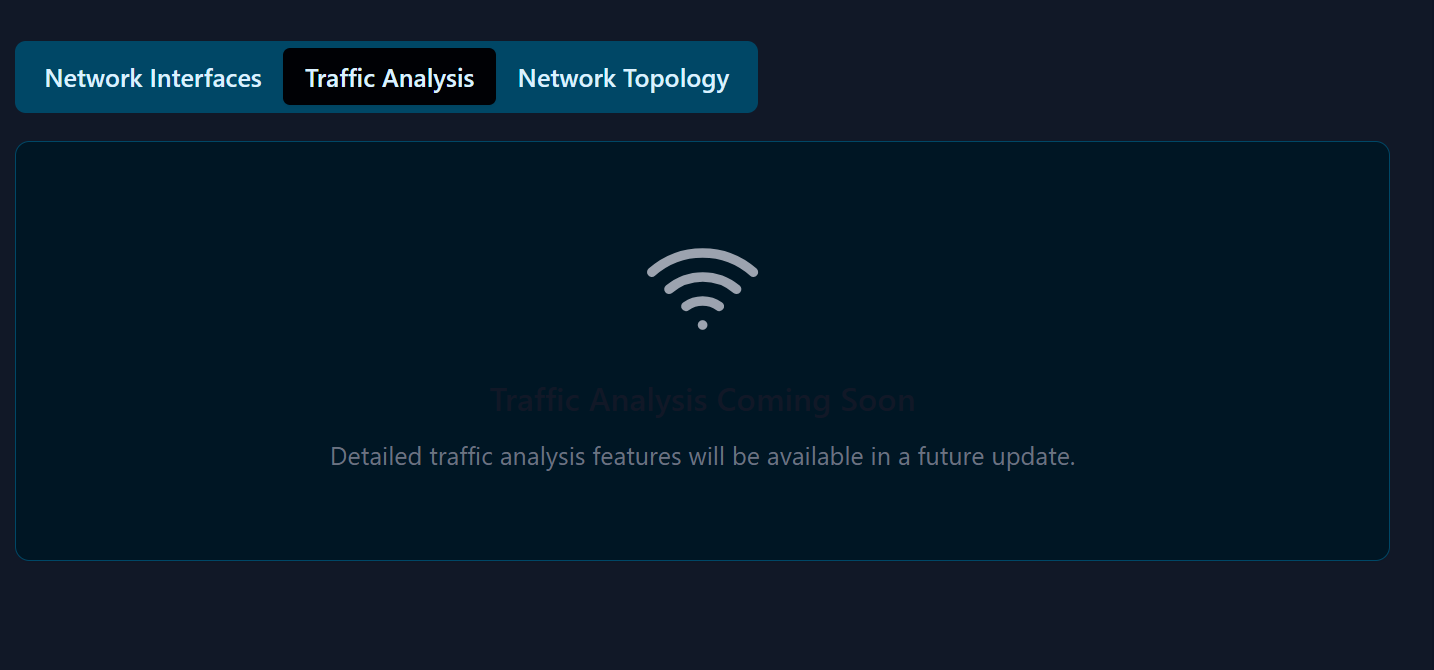 Network Interfaces
Traffic Analysis
Network Topology
Traffic Analysis Coming Soon
Detailed traffic analysis features will be available in a future update.